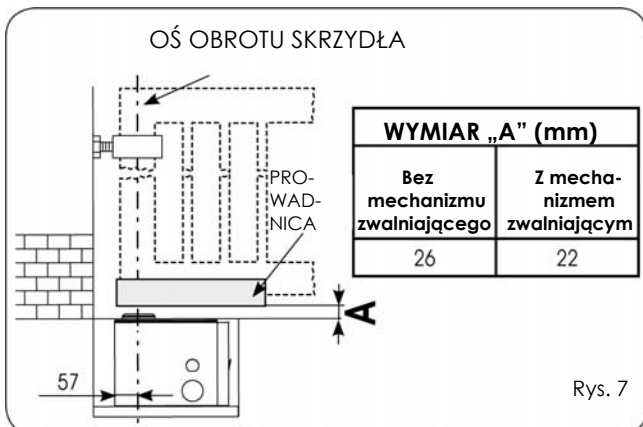 OŚ OBROTU SKRZYDŁA
PRO-
WAD-
NICA
WYMIAR „A” (mm)
Bez
mechanizmu
zwalniającego
Z mecha-
nizmem
zwalniającym
26
22
A
57
Rys. 7